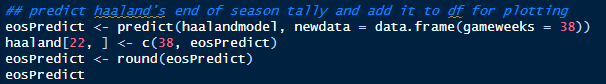 ## predict haaland's end of season tally and add it to df for plotting
eosPredict <- predict(haalandmodel, newdata = data.frame(gameweeks = 38))
haaland[22, ] <- c(38, eosPredict)
eosPredict <- round(eosPredict)
eosPredict